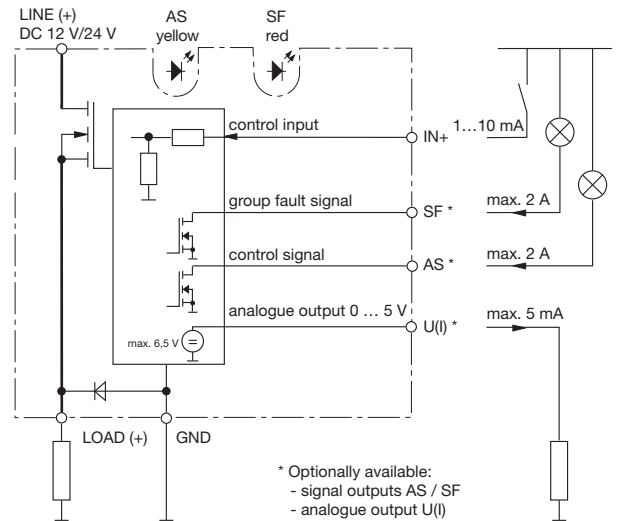 LINE (+)
DC 12 V/24 V
AS
yellow
SF
red
control input
IN+
1…10 mA
group fault signal
SF *
max. 2 A
control signal
AS *
max. 2 A
analogue output 0 … 5 V
U(I) *
max. 5 mA
max. 6,5 V
=
LOAD (+)
GND
* Optionally available:
- signal outputs AS / SF
- analogue output U(I)